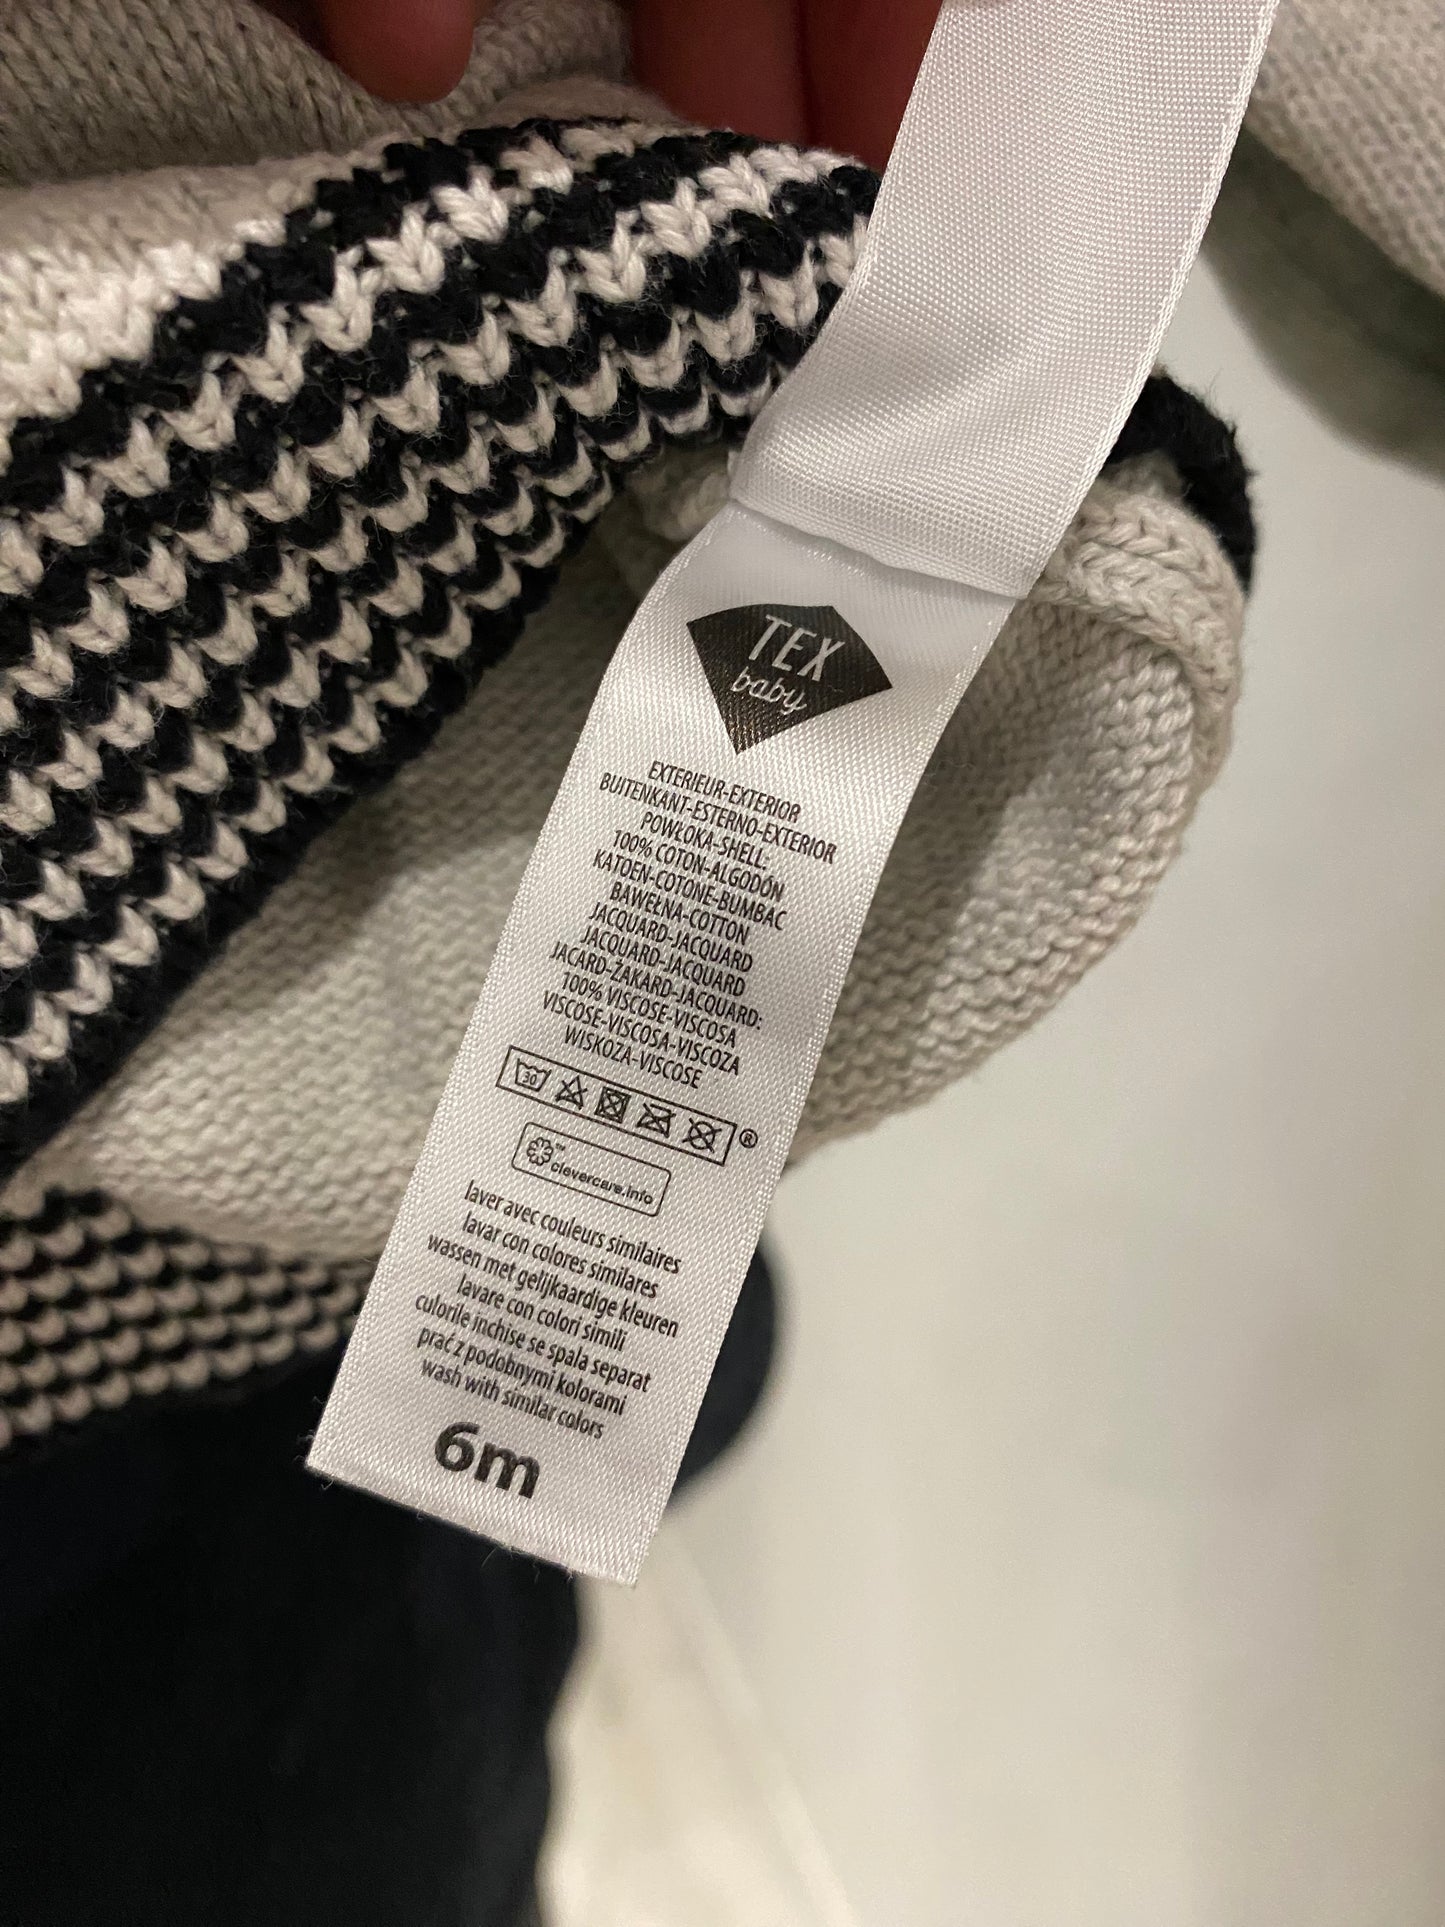 TEX
baby
EXTERIEUR-EXTERIOR
BUITENKANT-ESTERNO-EXTERIOR
POWŁOKA-SHELL:
100% COTON-ALGODÓN
KATOEN-COTONE-BUMBAC
BAWEŁNA-COTTON
JACQUARD-JACQUARD
JACQUARD-JACQUARD
JACARD-ŻAKARD-JACQUARD:
100% VISCOSE-VISCOSA
VISCOSE-VISCOSA-VISCOZA
WISKOZA-VISCOSE
30
®
™
clevercare.info
laver avec couleurs similaires
lavar con colores similares
wassen met gelijkaardige kleuren
lavare con colori simili
culorile inchise se spala separat
prać z podobnymi kolorami
wash with similar colors
6m